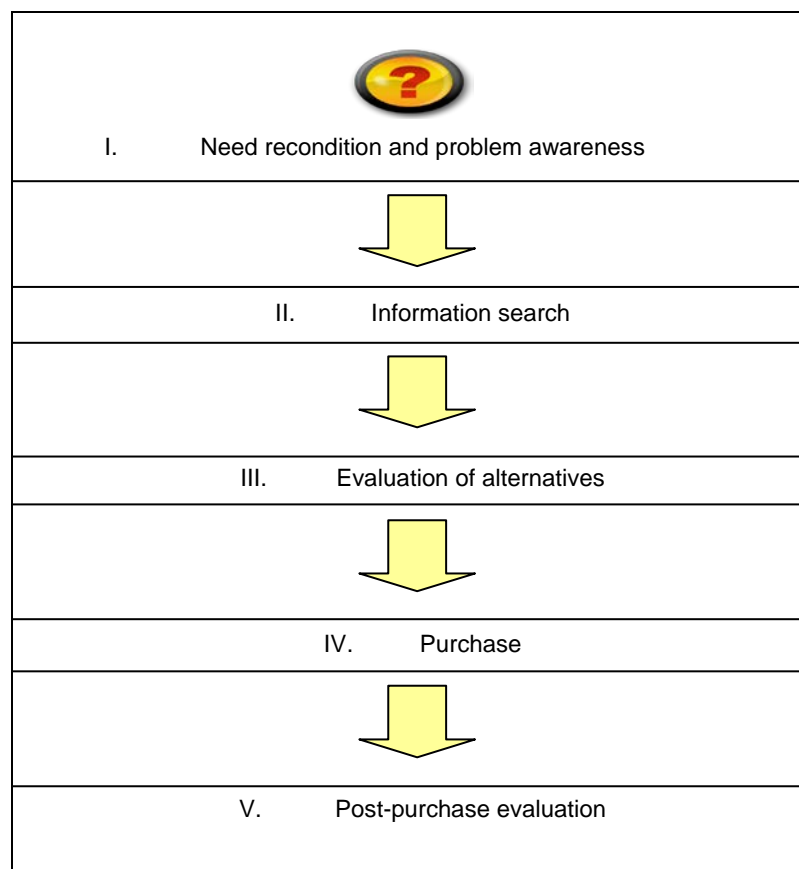 ?
I. Need recondition and problem awareness
II. Information search
III. Evaluation of alternatives
IV. Purchase
V. Post-purchase evaluation